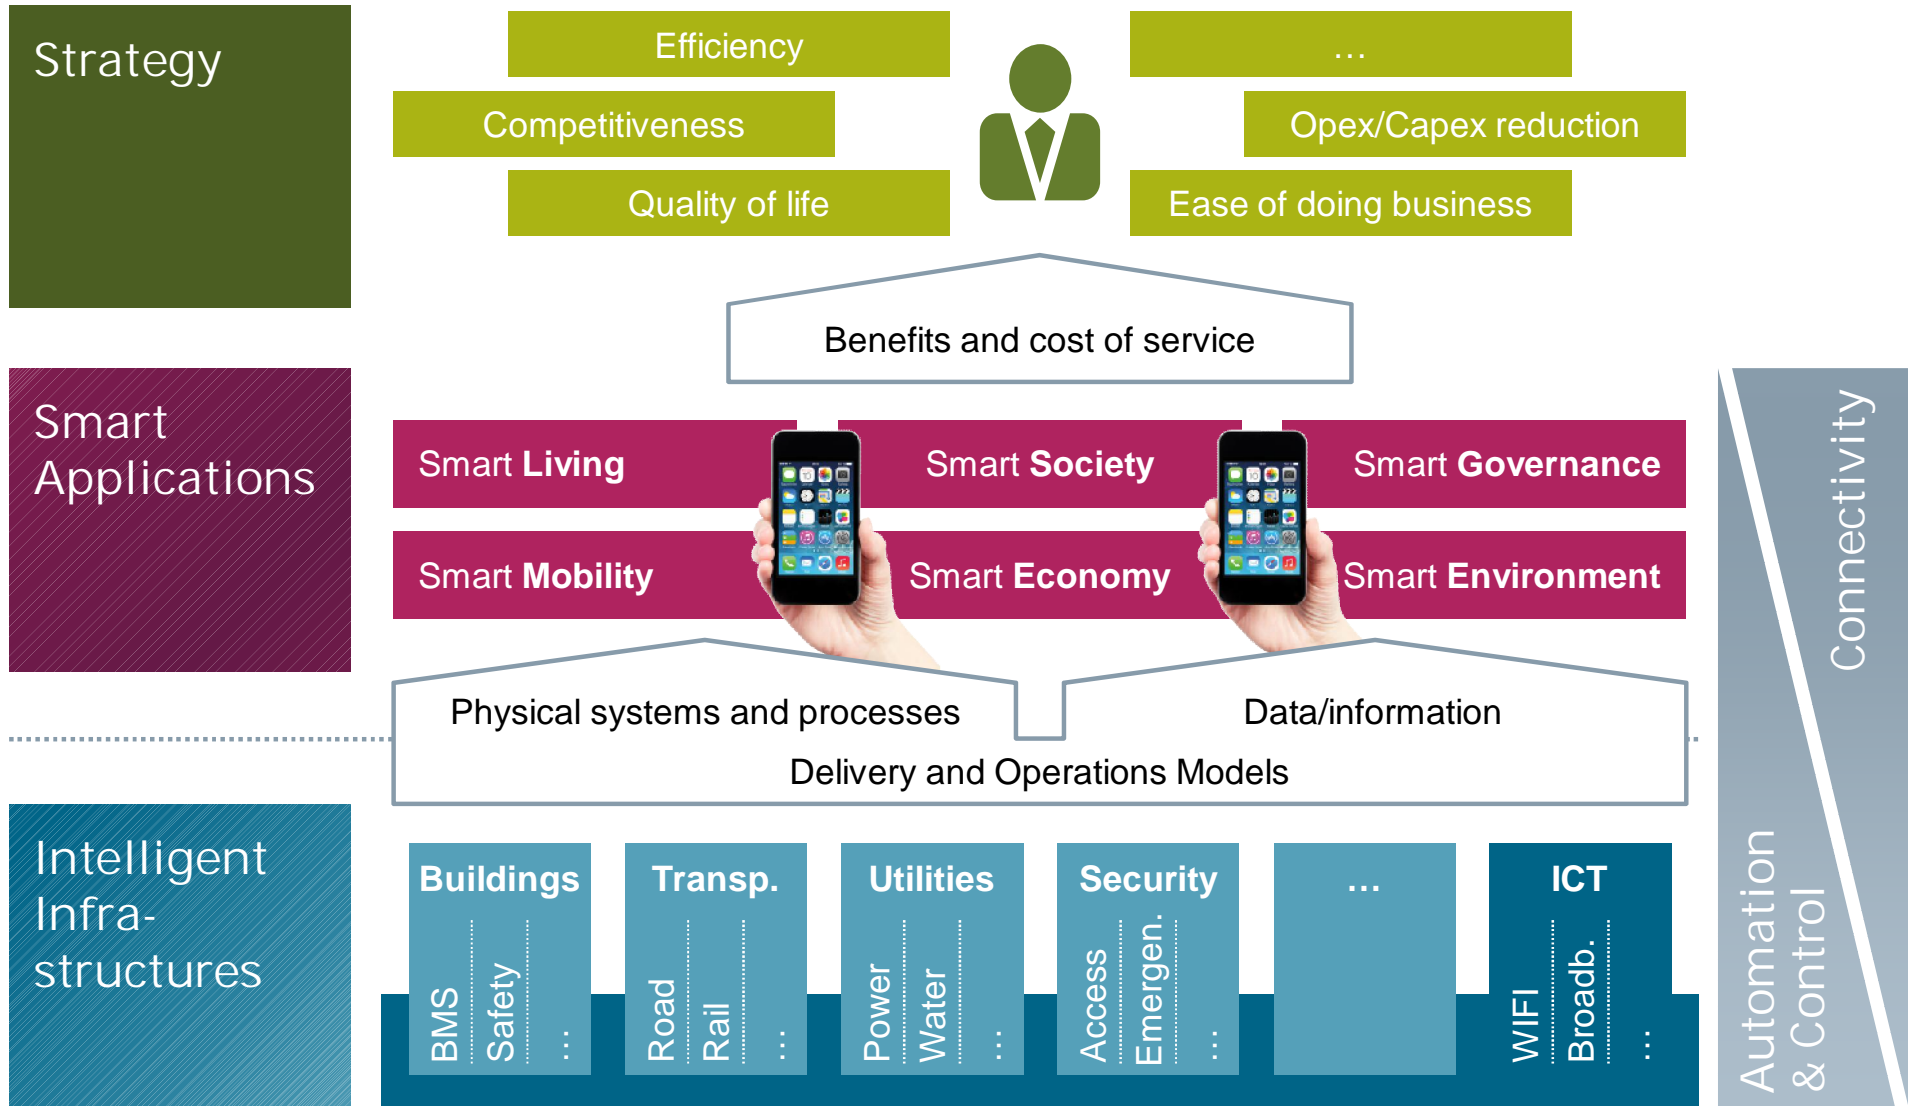 Strategy
Efficiency
…
Competitiveness
Opex/Capex reduction
Quality of life
Ease of doing business
Benefits and cost of service
Smart
Applications
Smart Living
Smart Society
Smart Governance
Smart Mobility
Smart Economy
Smart Environment
Physical systems and processes
Data/information
Delivery and Operations Models
Intelligent
Infra-
structures
Buildings
BMS
Safety
…
Transp.
Road
Rail
…
Utilities
Power
Water
…
Security
Access
Emergen.
…
…
ICT
WIFI
Broadb.
…
Connectivity
Automation
& Control